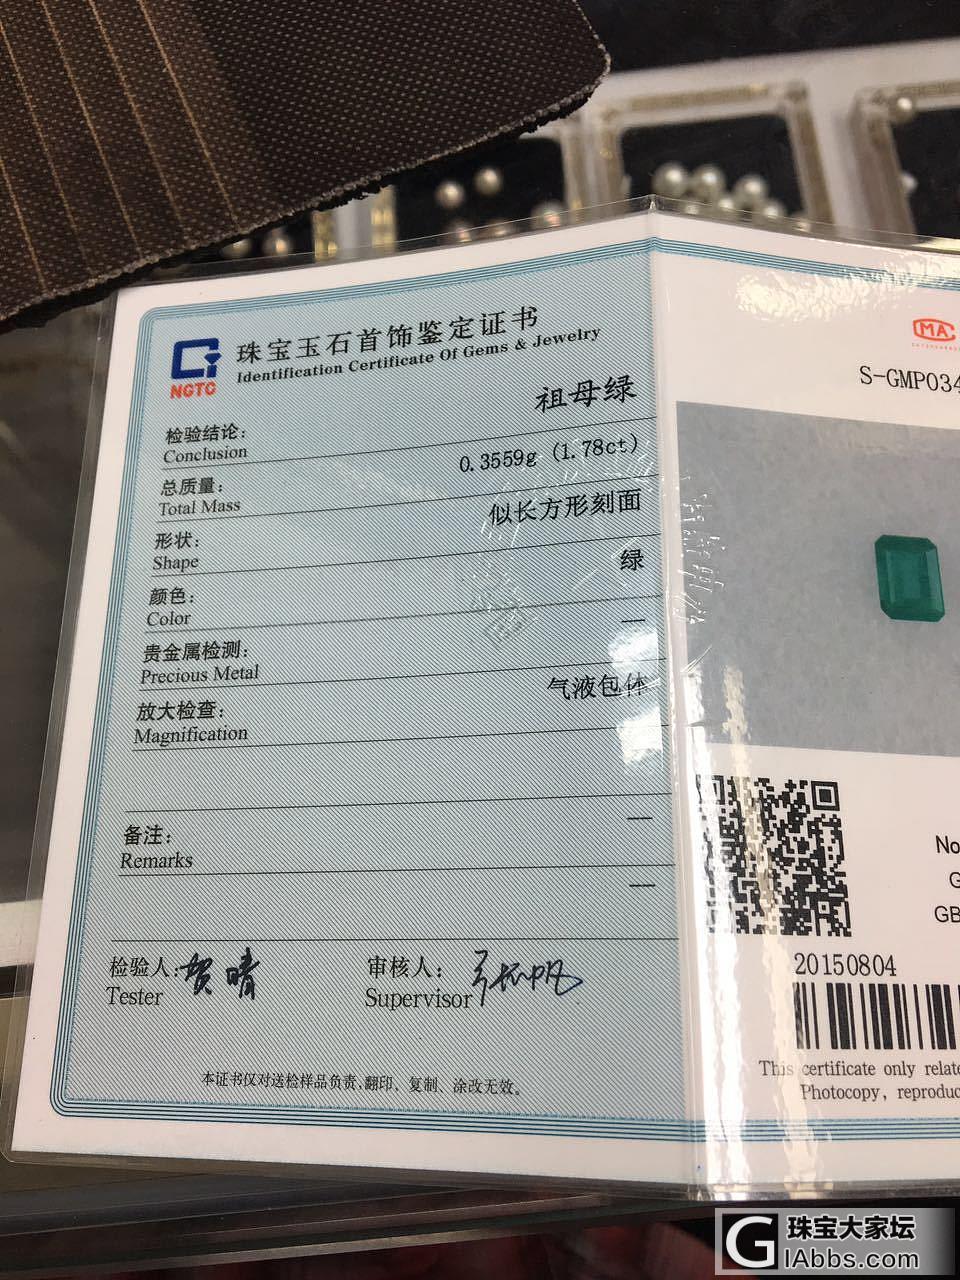 NGTC
珠宝玉石首饰鉴定证书
Identification Certificate Of Gems & Jewelry
检验结论: 祖母绿
Conclusion
总质量: 0.3559g (1.78ct)
Total Mass
形状: 似长方形刻面
Shape
颜色: 绿
Color
贵金属检测: —
Precious Metal
放大检查: 气液包体
Magnification
—
备注:
Remarks
—
检验人: 贺晴
Tester
审核人: 张帆
Supervisor
本证书仅对送检样品负责,翻印、复制、涂改无效。
MA
S-GMP034
No
G
GB
20150804
This certificate only relate
Photocopy, reproduc
G 珠宝大家坛
GIabbs.com